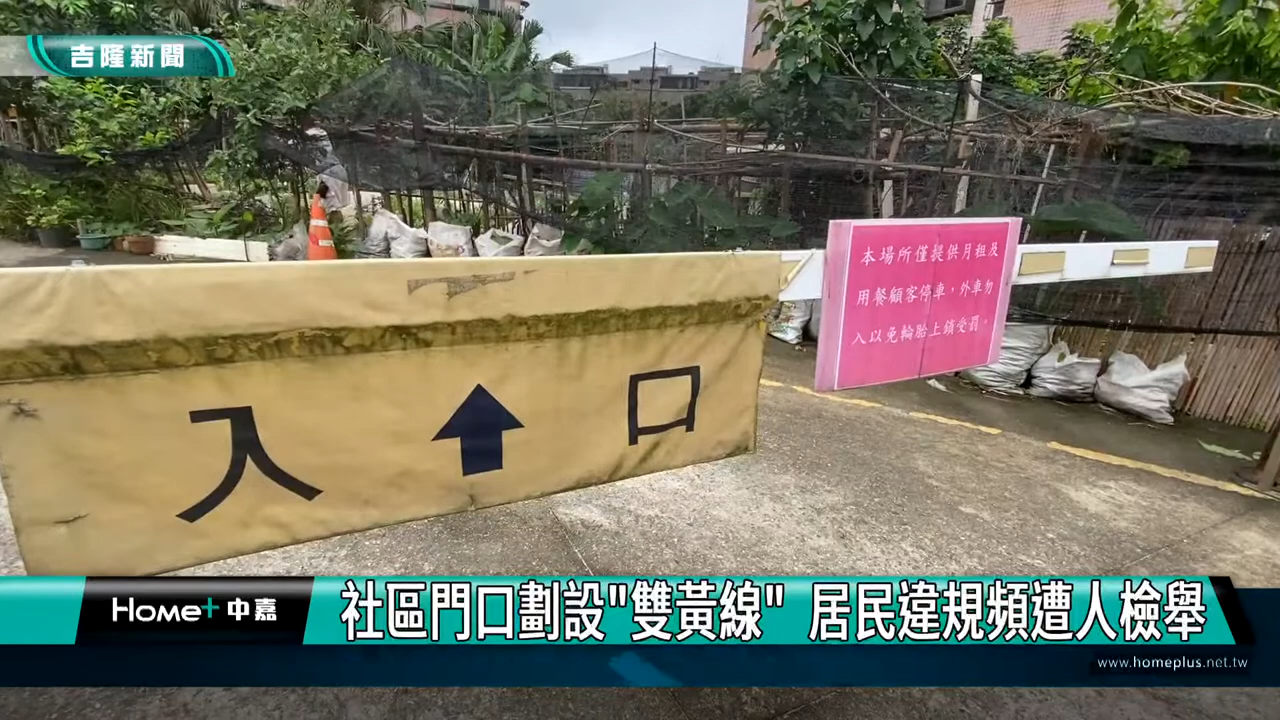 吉隆新聞
本場所僅提供月租及
用餐顧客停車，外車勿
入以免輪胎上鎖受罰。
入 口
Home+ 中嘉
社區門口劃設"雙黃線" 居民違規頻遭人檢舉
www.homeplus.net.tw